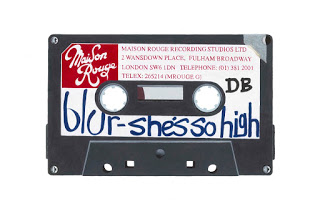 Maison Rouge
MAISON ROUGE RECORDING STUDIOS LTD
2 WANSDOWN PLACE, FULHAM BROADWAY
LONDON SW6 1DN TELEPHONE: (01) 381 2001
TELEX: 265214 (MROUGE G)
DB
blur-she's so high